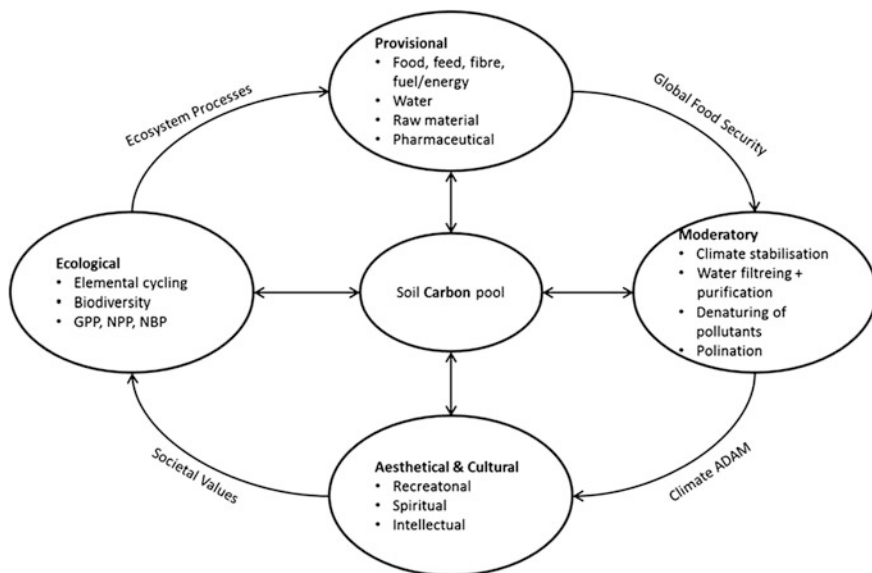 Provisional
• Food, feed, fibre,
fuel/energy
• Water
• Raw material
• Pharmaceutical
Ecosystem Processes
Global Food Security
Ecological
• Elemental cycling
• Biodiversity
• GPP, NPP, NBP
Soil Carbon pool
Moderatory
• Climate stabilisation
• Water filtreing +
purification
• Denaturing of
pollutants
• Polination
Societal Values
Climate ADAM
Aesthetical & Cultural
• Recreatonal
• Spiritual
• Intellectual